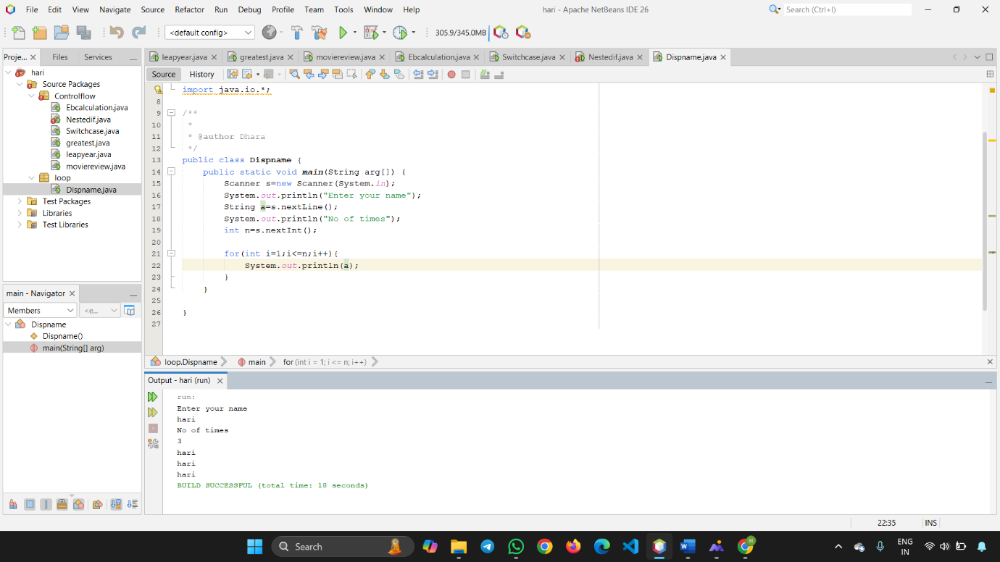 File Edit View Navigate Source Refactor Run Debug Profile Team Tools Window Help
hari - Apache NetBeans IDE 26
Search (Ctrl+I)
<default config>
305.9/345.0MB
Proje... Files Services
leapyear.java greatest.java moviereview.java Ebcalculation.java Switchcase.java Nestedif.java Dispname.java
Source History
hari
Source Packages
Controlflow
Ebcalculation.java
Nestedif.java
Switchcase.java
greatest.java
leapyear.java
moviereview.java
loop
Dispname.java
Test Packages
Libraries
Test Libraries
import java.io.*;
8
9 /**
10 *
11 * @author Dhara
12 */
13 public class Dispname {
14 public static void main(String arg[]) {
15 Scanner s=new Scanner(System.in);
16 System.out.println("Enter your name");
17 String a=s.nextLine();
18 System.out.println("No of times");
19 int n=s.nextInt();
20
21 for(int i=1;i<=n;i++){
22 System.out.println(a);
23 }
24 }
25
26 }
27
main - Navigator
Members <e...
Dispname
Dispname()
main(String[] arg)
loop.Dispname main for (int i = 1; i <= n; i++)
Output - hari (run)
run:
Enter your name
hari
No of times
3
hari
hari
hari
BUILD SUCCESSFUL (total time: 18 seconds)
22:35 INS
Search
H
ENG
IN